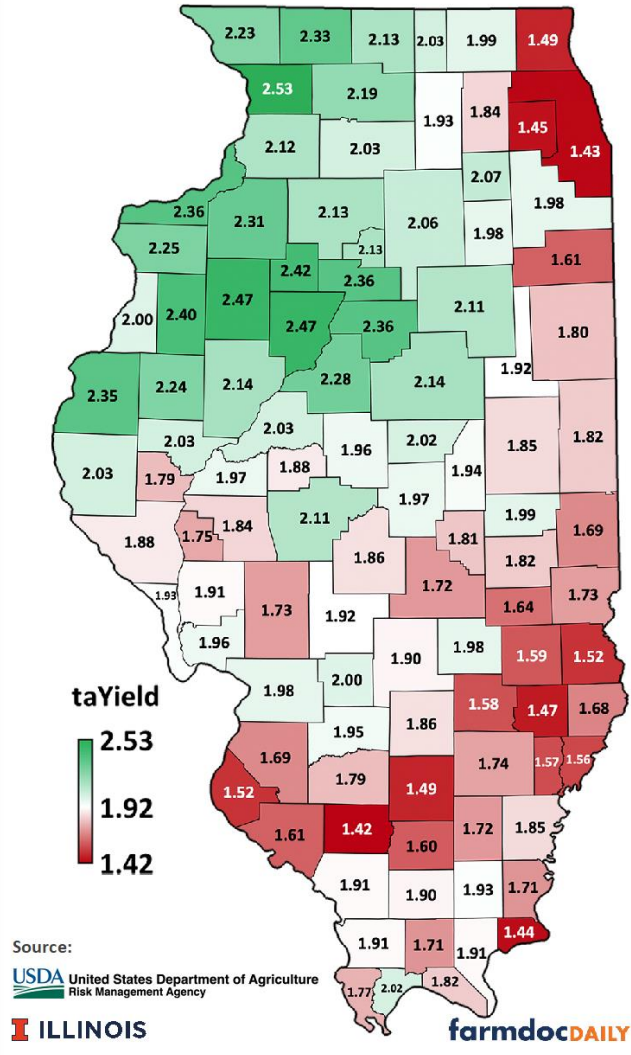 2.23 2.33 2.13 2.03 1.99 1.49
2.53 2.19 1.93 1.84 1.45 1.43
2.12 2.03 2.07
2.36 2.31 2.13 2.06 1.98 1.98
2.25 2.13 1.61
2.42 2.36
2.00 2.40 2.47 2.47 2.36 2.11 1.80
2.35 2.24 2.14 2.28 2.14 1.92
2.03 2.03 2.03 1.96 2.02 1.85 1.82
1.79 1.97 1.88 1.97 1.94
1.88 1.75 1.84 2.11 1.99 1.69
1.86 1.81 1.82
1.93 1.91 1.73 1.92 1.72 1.64 1.73
1.96 1.90 1.98 1.59 1.52
1.98 2.00 1.58 1.47 1.68
1.95 1.86
1.69 1.79 1.74 1.57 1.56
1.52 1.49
1.61 1.42 1.60 1.72 1.85
1.91 1.90 1.93 1.71
1.91 1.71 1.91 1.44
1.77 2.02 1.82
taYield
2.53
1.92
1.42
Source:
USDA United States Department of Agriculture
Risk Management Agency
I ILLINOIS
farmdocDAILY